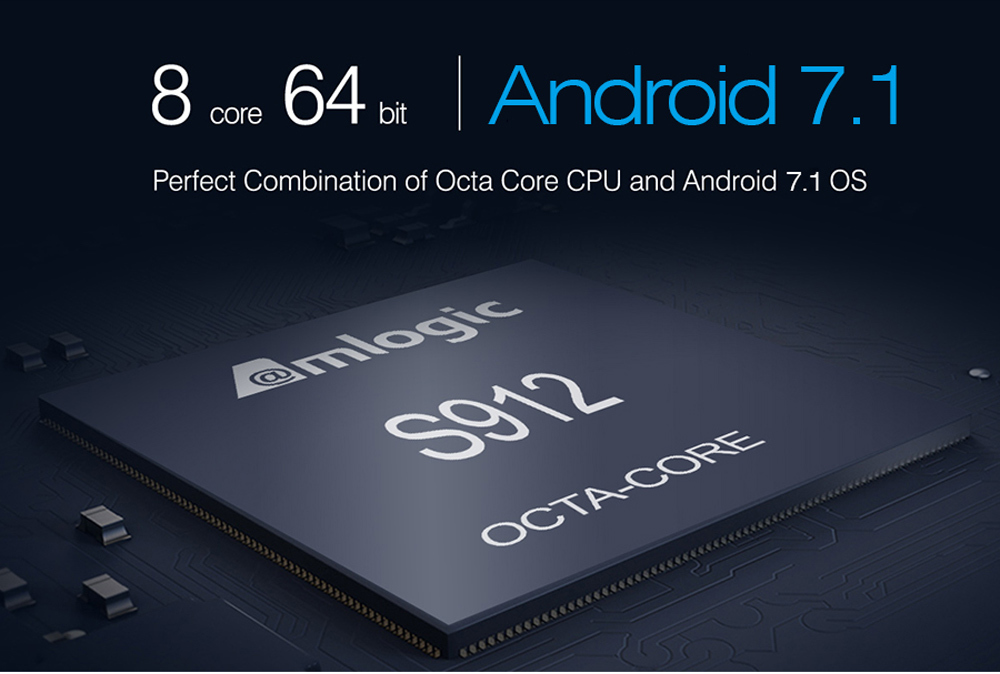 8 core 64 bit | Android 7.1
Perfect Combination of Octa Core CPU and Android 7.1 OS
@mlogic
S912
OCTA-CORE